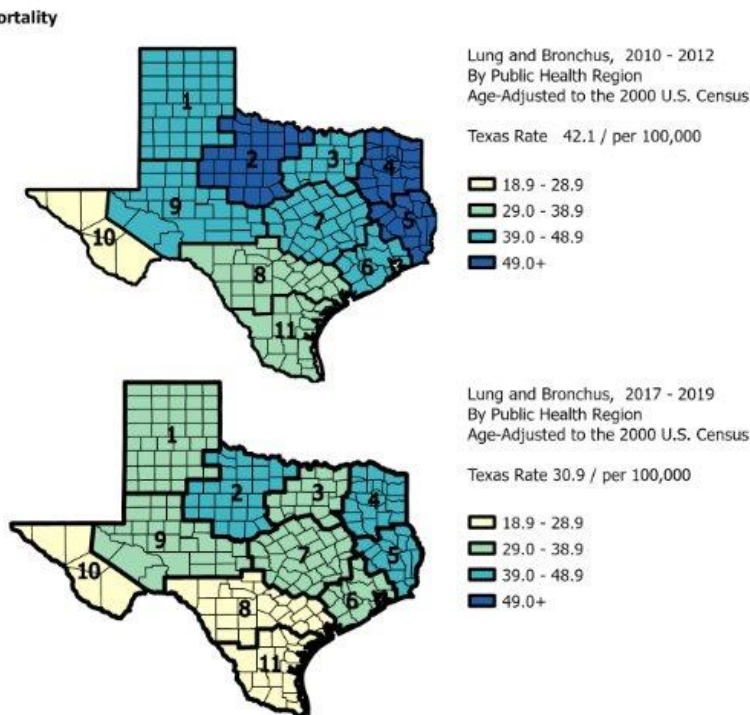 ortality
Lung and Bronchus, 2010 - 2012
By Public Health Region
Age-Adjusted to the 2000 U.S. Census
Texas Rate 42.1 / per 100,000
18.9 - 28.9
29.0 - 38.9
39.0 - 48.9
49.0+
1
2
3
4
5
9
7
10
6
8
11
Lung and Bronchus, 2017 - 2019
By Public Health Region
Age-Adjusted to the 2000 U.S. Census
Texas Rate 30.9 / per 100,000
18.9 - 28.9
29.0 - 38.9
39.0 - 48.9
49.0+
1
2
3
4
9
7
5
10
6
8
11